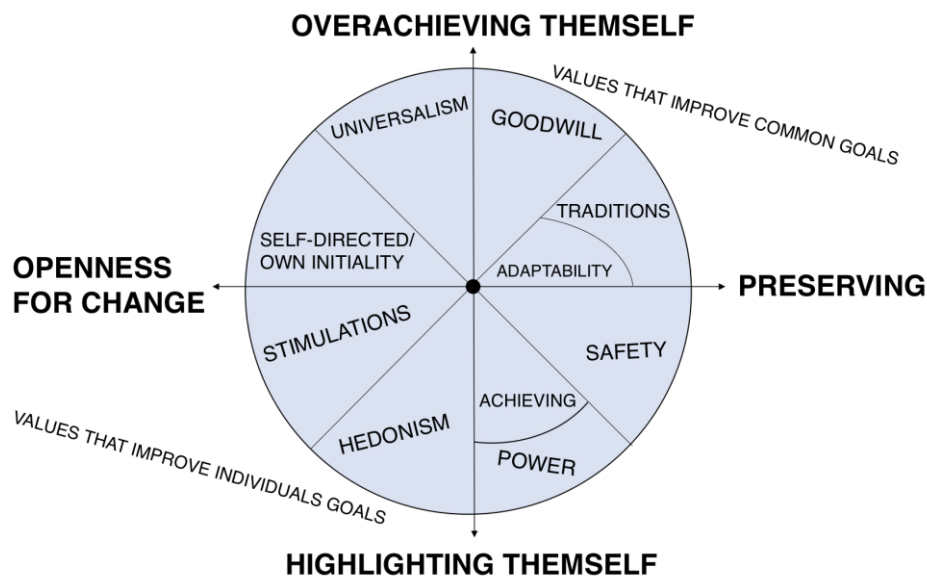 OVERACHIEVING THEMSELF
VALUES THAT IMPROVE COMMON GOALS
UNIVERSALISM
GOODWILL
TRADITIONS
SELF-DIRECTED/
OWN INITIALITY
ADAPTABILITY
OPENNESS
FOR CHANGE
PRESERVING
STIMULATIONS
SAFETY
ACHIEVING
HEDONISM
POWER
VALUES THAT IMPROVE INDIVIDUALS GOALS
HIGHLIGHTING THEMSELF